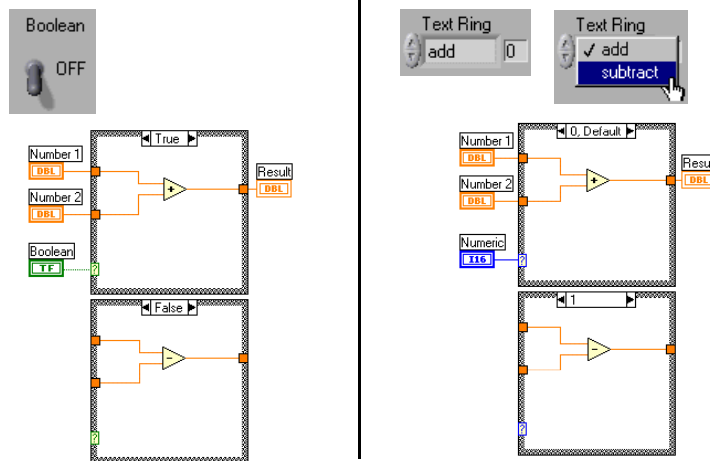 Boolean
OFF
True
Number 1
DBL
Number 2
DBL
Boolean
TF
?
+
Result
DBL
False
-
?
Text Ring
add 0
Text Ring
✓ add
subtract
0, Default
Number 1
DBL
Number 2
DBL
Numeric
I16
?
+
Resu
DBL
1
-
?